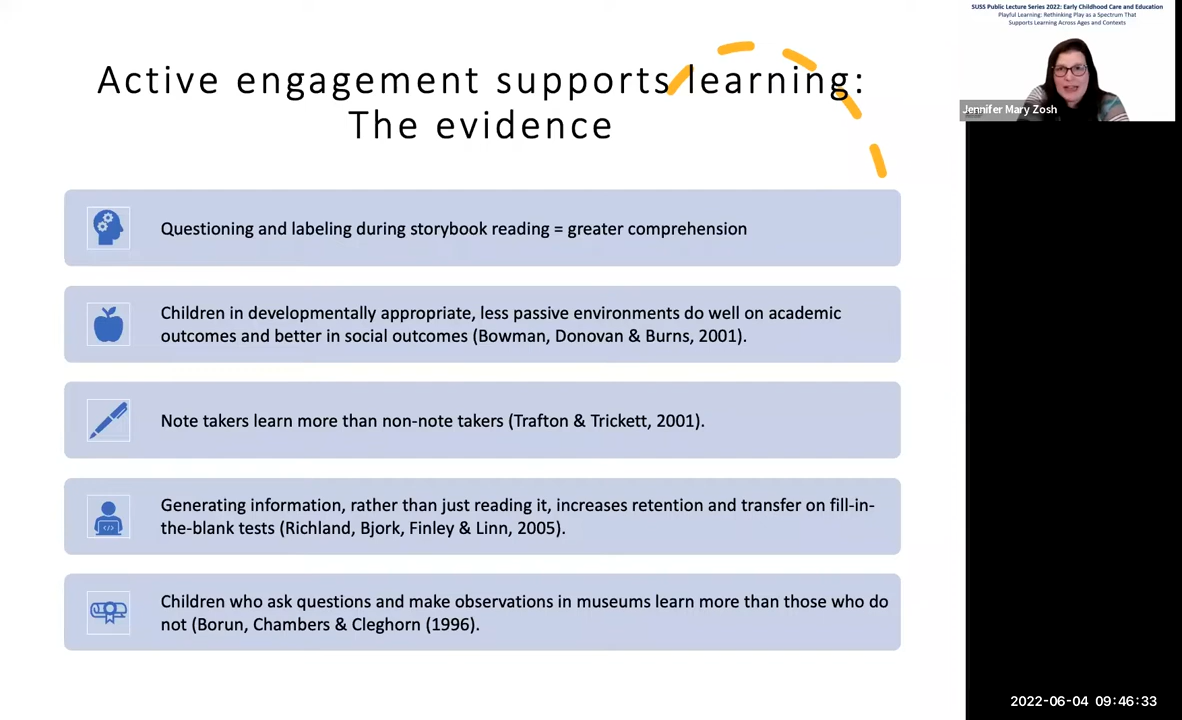 SUSS Public Lecture Series 2022: Early Childhood Care and Education
Playful Learning: Rethinking Play as a Spectrum That
Supports Learning Across Ages and Contexts
Jennifer Mary Zosh
Active engagement supports learning:
The evidence
Questioning and labeling during storybook reading = greater comprehension
Children in developmentally appropriate, less passive environments do well on academic
outcomes and better in social outcomes (Bowman, Donovan & Burns, 2001).
Note takers learn more than non-note takers (Trafton & Trickett, 2001).
Generating information, rather than just reading it, increases retention and transfer on fill-in-
the-blank tests (Richland, Bjork, Finley & Linn, 2005).
Children who ask questions and make observations in museums learn more than those who do
not (Borun, Chambers & Cleghorn (1996).
2022-06-04 09:46:33